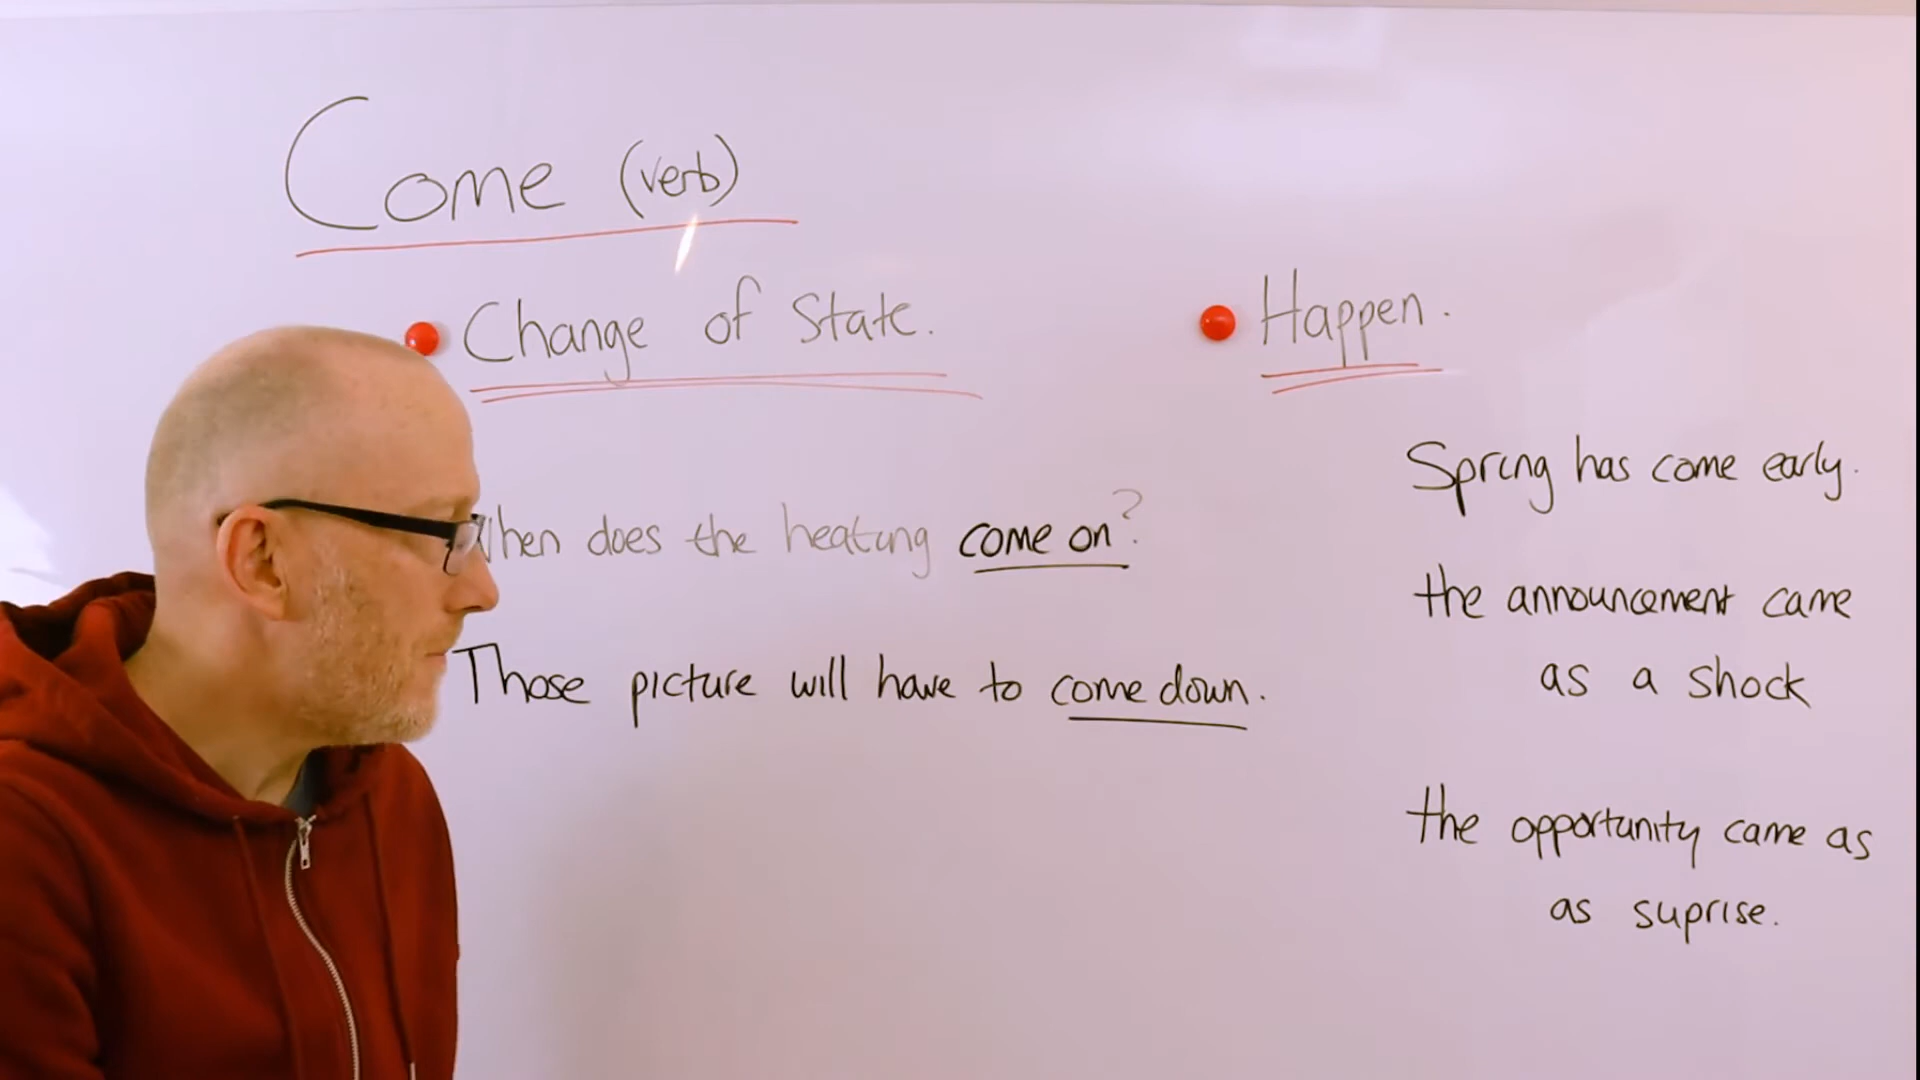 Come (verb)
Change of State.
Happen.
When does the heating come on?
Those picture will have to come down.
Spring has come early.
the announcement came
as a shock
the opportunity came as
as suprise.